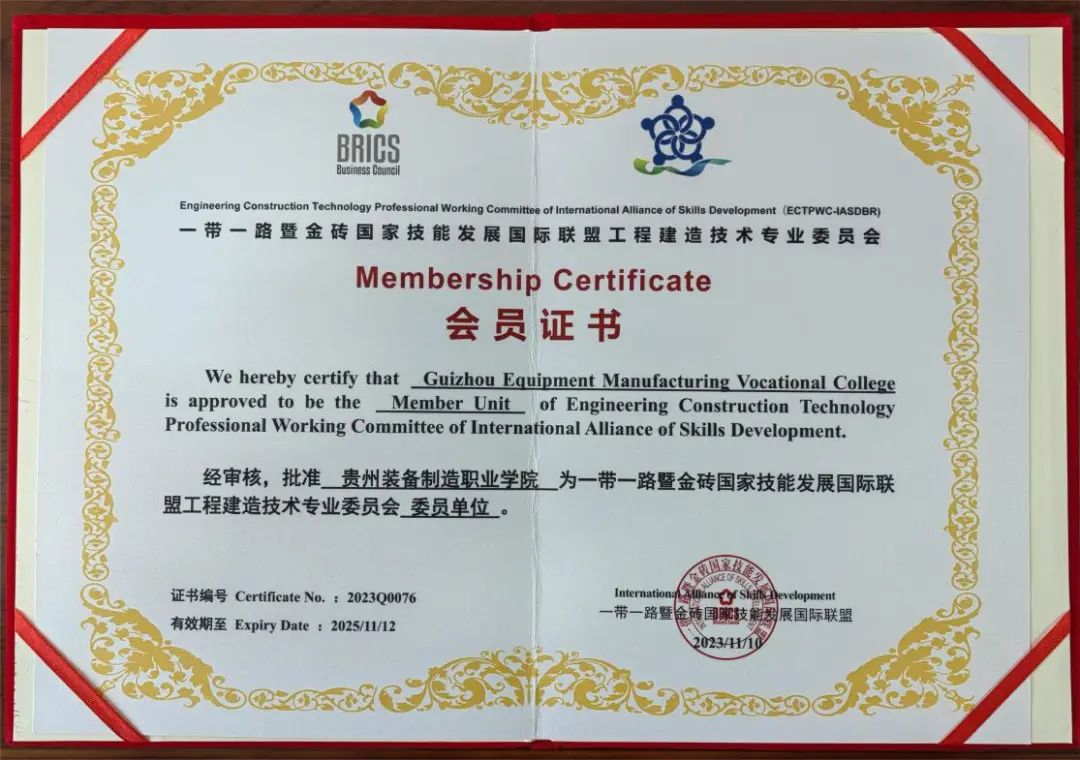 BRICS
Business Council
Engineering Construction Technology Professional Working Committee of International Alliance of Skills Development (ECTPWC-IASDBR)
一带一路暨金砖国家技能发展国际联盟工程建造技术专业委员会
Membership Certificate
会员证书
We hereby certify that Guizhou Equipment Manufacturing Vocational College
is approved to be the Member Unit of Engineering Construction Technology
Professional Working Committee of International Alliance of Skills Development.
经审核，批准 贵州装备制造职业学院 为一带一路暨金砖国家技能发展国际联
盟工程建造技术专业委员会 委员单位 。
证书编号 Certificate No. : 2023Q0076
有效期至 Expiry Date : 2025/11/12
International Alliance of Skills Development
一带一路暨金砖国家技能发展国际联盟
2023/11/10
BRICS